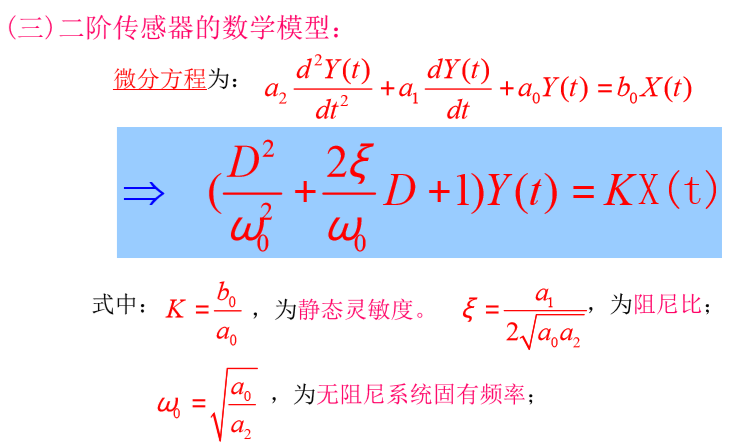 (三)二阶传感器的数学模型:
微分方程为: a₂ d²Y(t)/dt² + a₁ dY(t)/dt + a₀Y(t) = b₀X(t)
⇒ (D²/ω₀² + 2ξ/ω₀ D + 1)Y(t) = KX(t)
式中: K = b₀/a₀ ,为静态灵敏度。 ξ = a₁/2√(a₀a₂) ,为阻尼比;
ω₀ = √(a₀/a₂) ,为无阻尼系统固有频率;